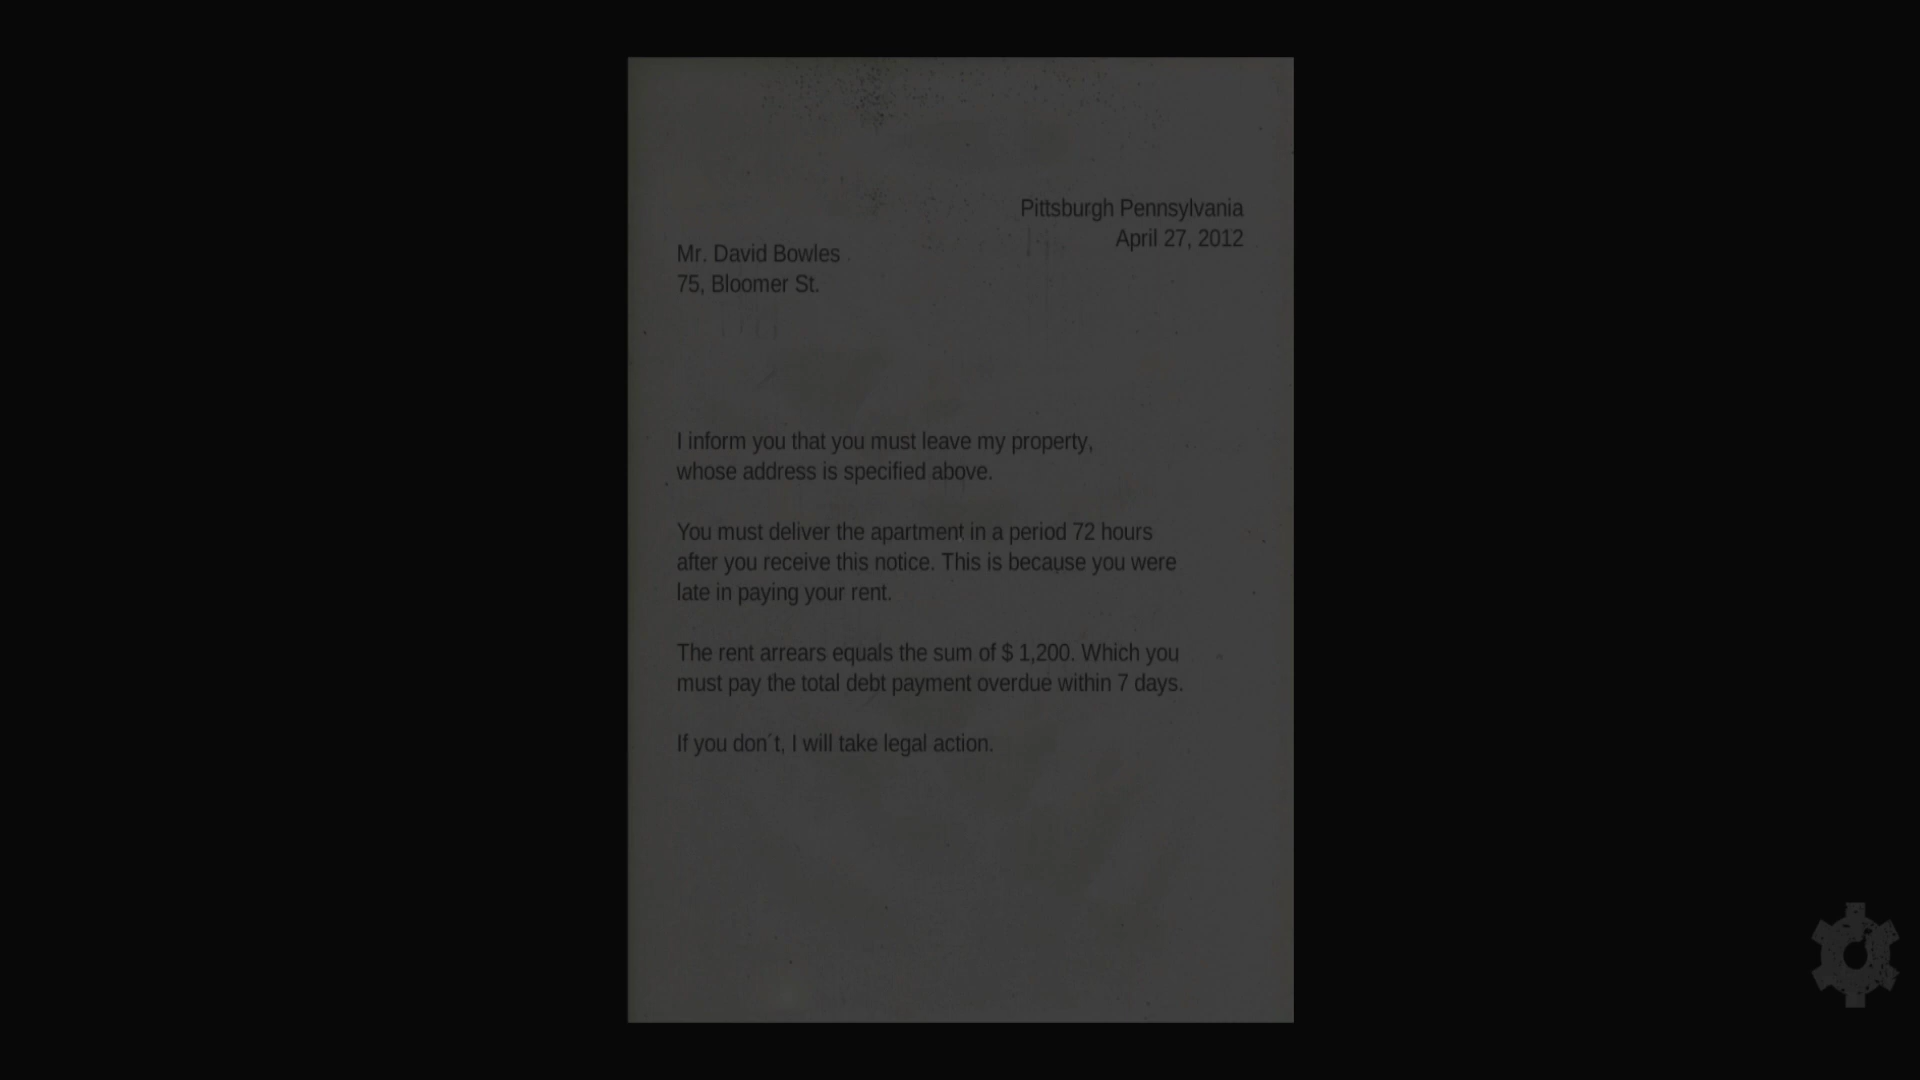 Pittsburgh Pennsylvania
April 27, 2012
Mr. David Bowles
75, Bloomer St.
I inform you that you must leave my property,
whose address is specified above.
You must deliver the apartment in a period 72 hours
after you receive this notice. This is because you were
late in paying your rent.
The rent arrears equals the sum of $ 1,200. Which you
must pay the total debt payment overdue within 7 days.
If you don´t, I will take legal action.